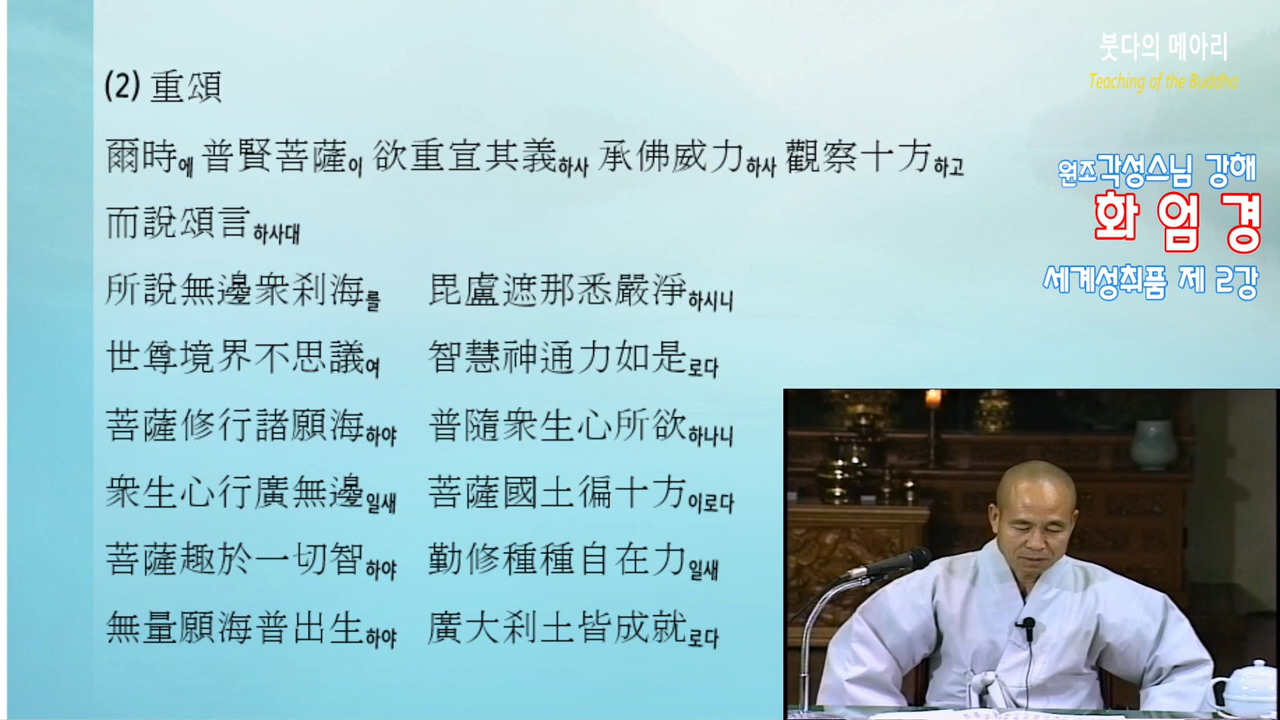 (2) 重頌
爾時에 普賢菩薩이 欲重宣其義하사 承佛威力하사 觀察十方하고
而說頌言하사대
所說無邊衆刹海를 毘盧遮那悉嚴淨하시니
世尊境界不思議여 智慧神通力如是로다
菩薩修行諸願海하야 普隨衆生心所欲하나니
衆生心行廣無邊일새 菩薩國土徧十方이로다
菩薩趣於一切智하야 勤修種種自在力일새
無量願海普出生하야 廣大刹土皆成就로다
붓다의 메아리
Teaching of the Buddha
원조각성스님 강해
화엄경
세계성취품 제 2강